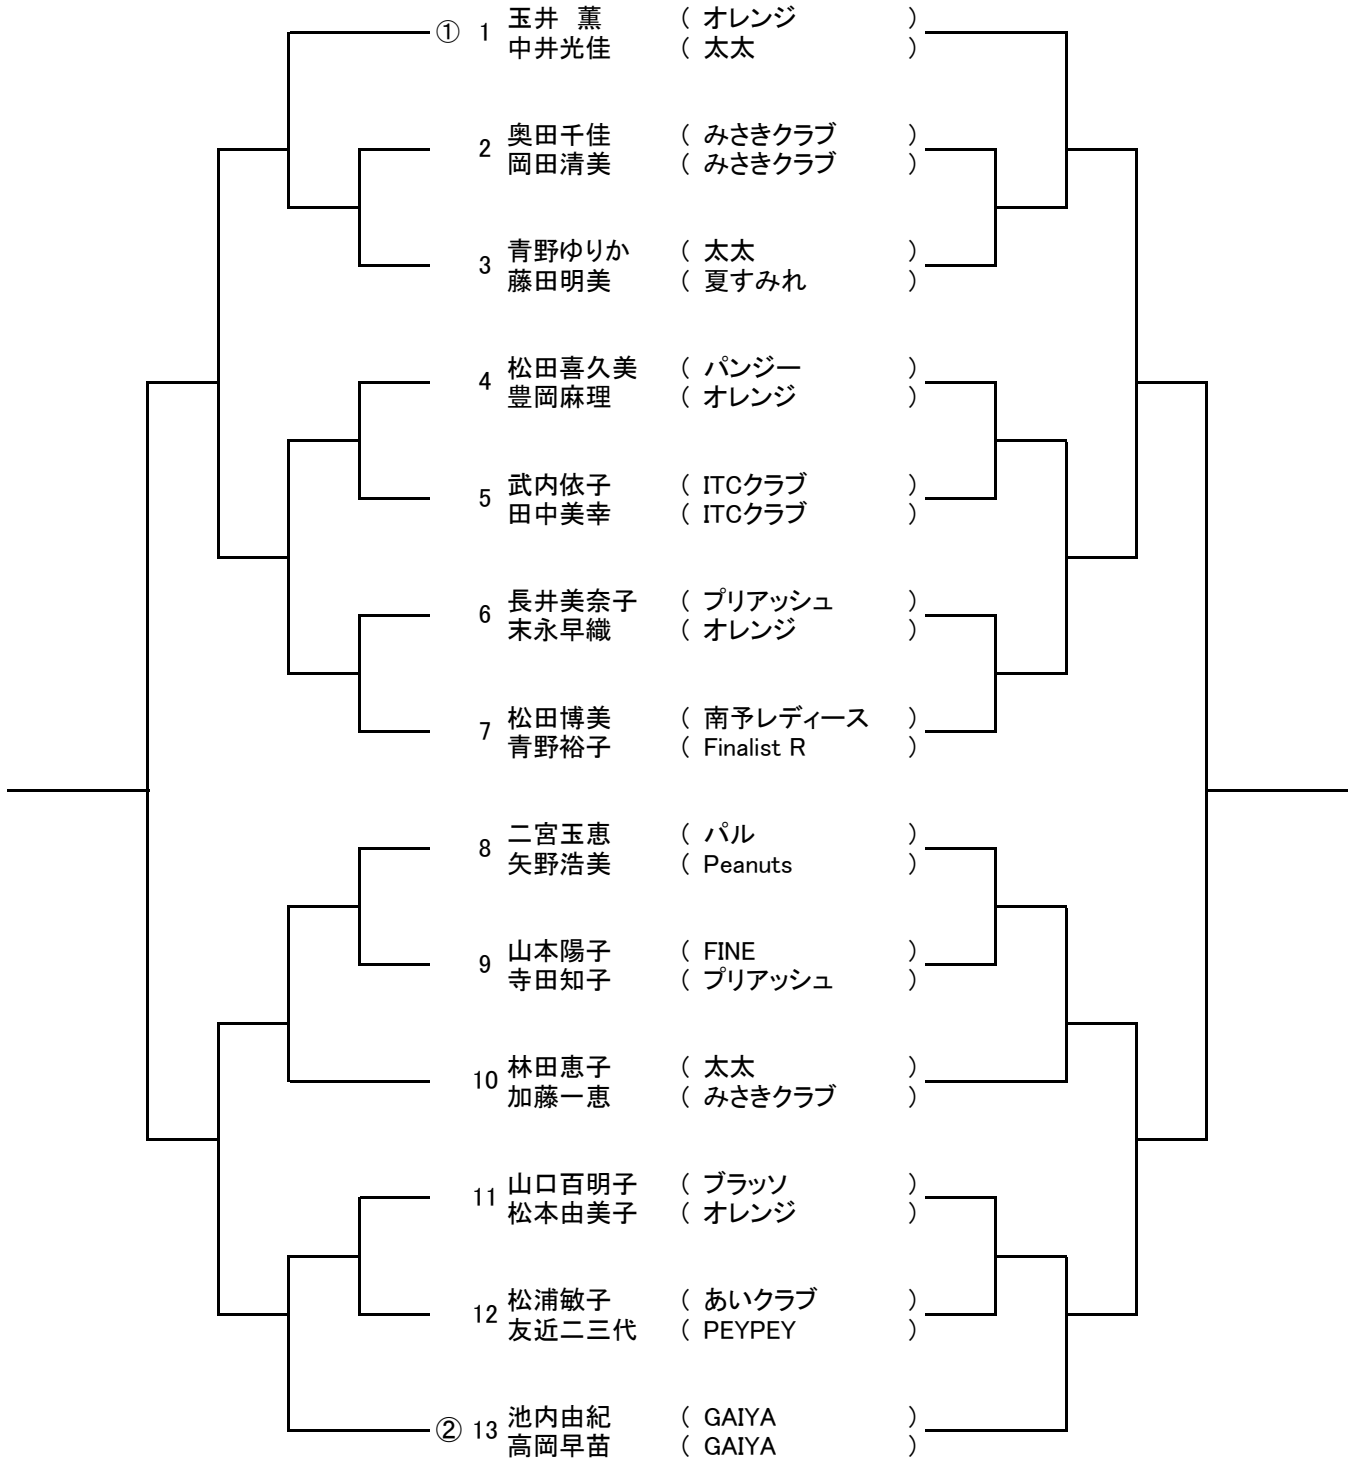 ① 1 玉井　薫 ( オレンジ )
中井光佳 ( 太太 )
2 奥田千佳 ( みさきクラブ )
岡田清美 ( みさきクラブ )
3 青野ゆりか ( 太太 )
藤田明美 ( 夏すみれ )
4 松田喜久美 ( パンジー )
豊岡麻理 ( オレンジ )
5 武内依子 ( ITCクラブ )
田中美幸 ( ITCクラブ )
6 長井美奈子 ( プリアッシュ )
末永早織 ( オレンジ )
7 松田博美 ( 南予レディース )
青野裕子 ( Finalist R )
8 二宮玉恵 ( パル )
矢野浩美 ( Peanuts )
9 山本陽子 ( FINE )
寺田知子 ( プリアッシュ )
10 林田恵子 ( 太太 )
加藤一恵 ( みさきクラブ )
11 山口百明子 ( ブラッソ )
松本由美子 ( オレンジ )
12 松浦敏子 ( あいクラブ )
友近二三代 ( PEYPEY )
② 13 池内由紀 ( GAIYA )
高岡早苗 ( GAIYA )